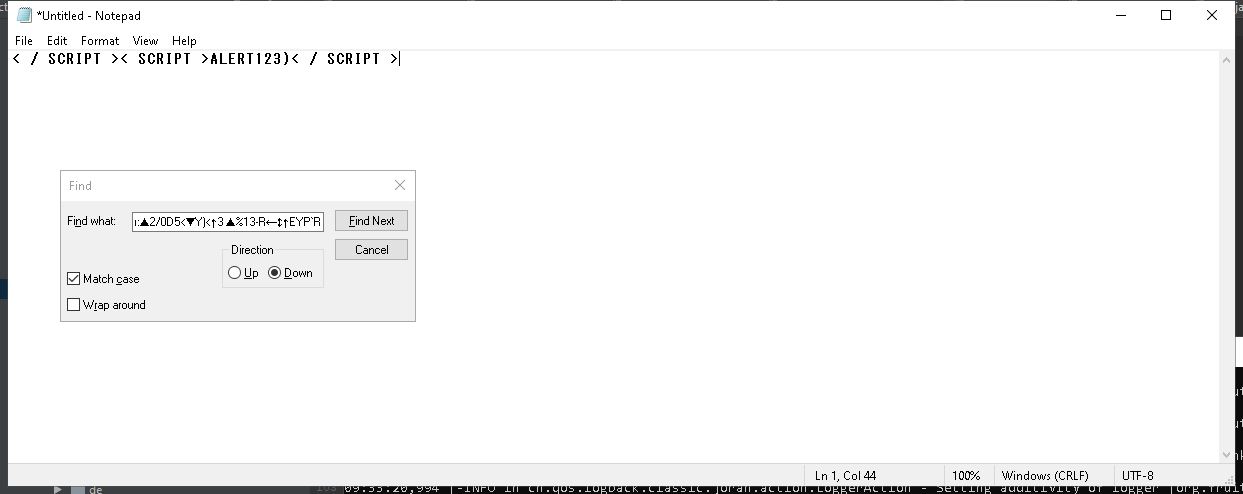 *Untitled - Notepad
File Edit Format View Help
< / SCRIPT >< SCRIPT >ALERT123)< / SCRIPT >
Find
Find what: :▲2/0D5<▼Y}<↑3▲%13-R←↕↑EYP`R Find Next
Direction Cancel
Up Down
Match case
Wrap around
Ln 1, Col 44 100% Windows (CRLF) UTF-8
de 09:33:20,994 |-INFO in ch.qos.logback.classic.joran.action.LoggerAction - Setting additivity of logger